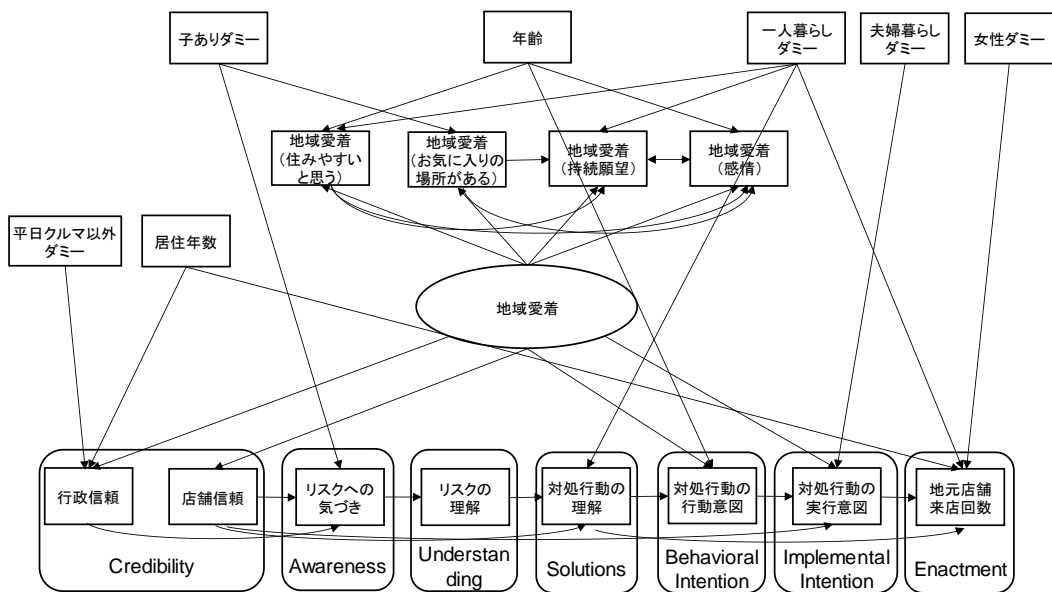 子ありダミー
年齢
一人暮らし
ダミー
夫婦暮らし
ダミー
女性ダミー
地域愛着
（住みやすい
と思う）
地域愛着
（お気に入りの
場所がある）
地域愛着
（持続願望）
地域愛着
（感情）
平日クルマ以外
ダミー
居住年数
地域愛着
行政信頼
店舗信頼
リスクへの
気づき
リスクの
理解
対処行動の
理解
対処行動の
行動意図
対処行動の
実行意図
地元店舗
来店回数
Credibility
Awareness
Understan
ding
Solutions
Behavioral
Intention
Implemental
Intention
Enactment